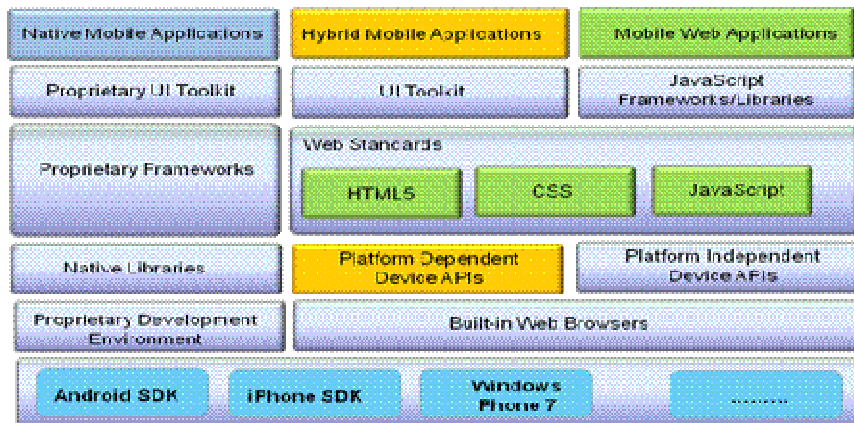 Native Mobile Applications
Hybrid Mobile Applications
Mobile Web Applications
Proprietary UI Toolkit
UI Toolkit
JavaScript
Frameworks/Libraries
Proprietary Frameworks
Web Standards
HTML5
CSS
JavaScript
Native Libraries
Platform Dependent
Device APIs
Platform Independent
Device APIs
Proprietary Development
Environment
Built-in Web Browsers
Android SDK
iPhone SDK
Windows
Phone 7
..........